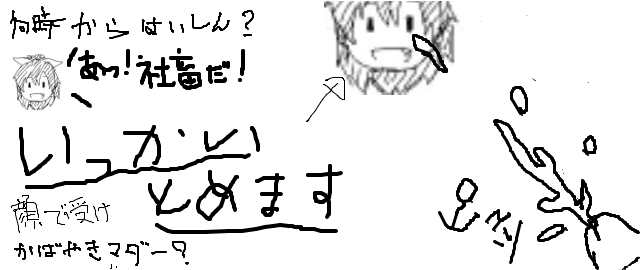 何時からはいしん?
あっ!社畜だ!
いっかい
とめます
顔で受け
かばやきマダー?